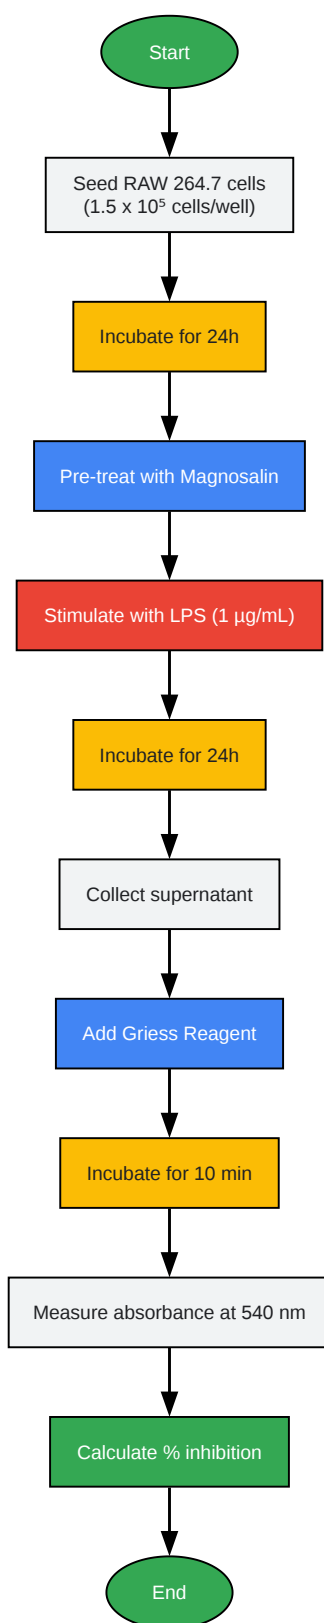 Start
Seed RAW 264.7 cells
(1.5 x 10⁵ cells/well)
Incubate for 24h
Pre-treat with Magnosalin
Stimulate with LPS (1 µg/mL)
Incubate for 24h
Collect supernatant
Add Griess Reagent
Incubate for 10 min
Measure absorbance at 540 nm
Calculate % inhibition
End